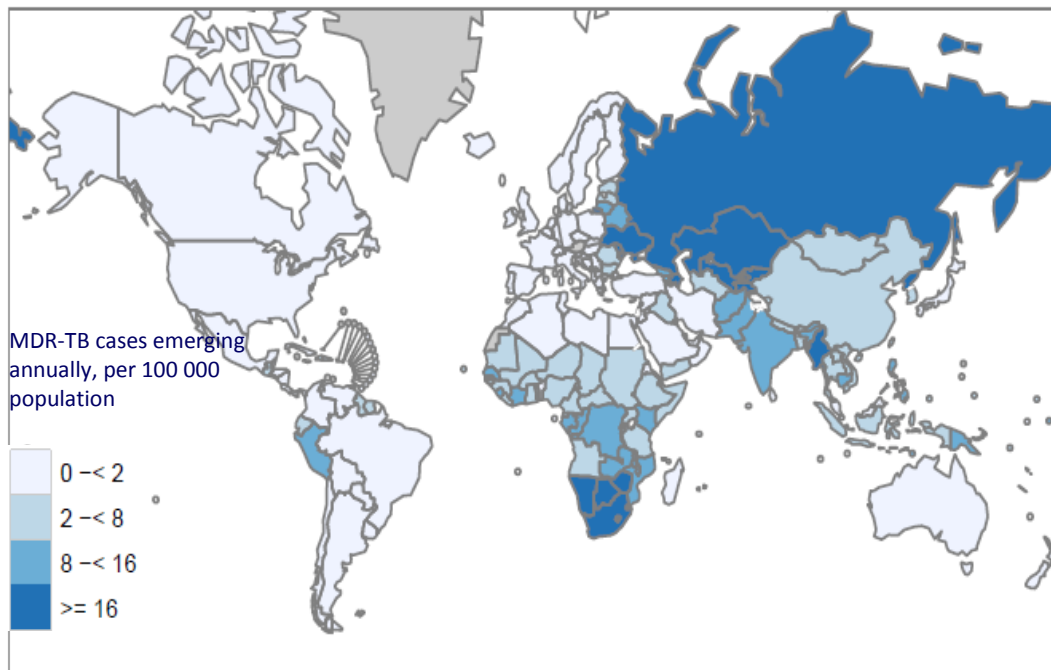 MDR-TB cases emerging
annually, per 100 000
population
0 −< 2
2 −< 8
8 −< 16
>= 16